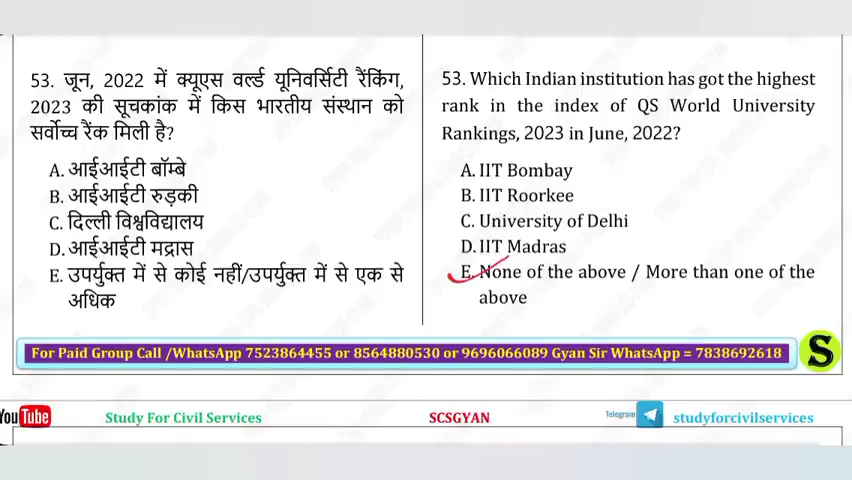 53. जून, 2022 में क्यूएस वर्ल्ड यूनिवर्सिटी रैंकिंग,
2023 की सूचकांक में किस भारतीय संस्थान को
सर्वोच्च रैंक मिली है?
A. आईआईटी बॉम्बे
B. आईआईटी रुड़की
C. दिल्ली विश्वविद्यालय
D. आईआईटी मद्रास
E. उपर्युक्त में से कोई नहीं/उपर्युक्त में से एक से
अधिक
53. Which Indian institution has got the highest
rank in the index of QS World University
Rankings, 2023 in June, 2022?
A. IIT Bombay
B. IIT Roorkee
C. University of Delhi
D. IIT Madras
E. None of the above / More than one of the
above
For Paid Group Call /WhatsApp 7523864455 or 8564880530 or 9696066089 Gyan Sir WhatsApp = 7838692618
S
You Tube
Study For Civil Services
SCSGYAN
Telegram
studyforcivilservices